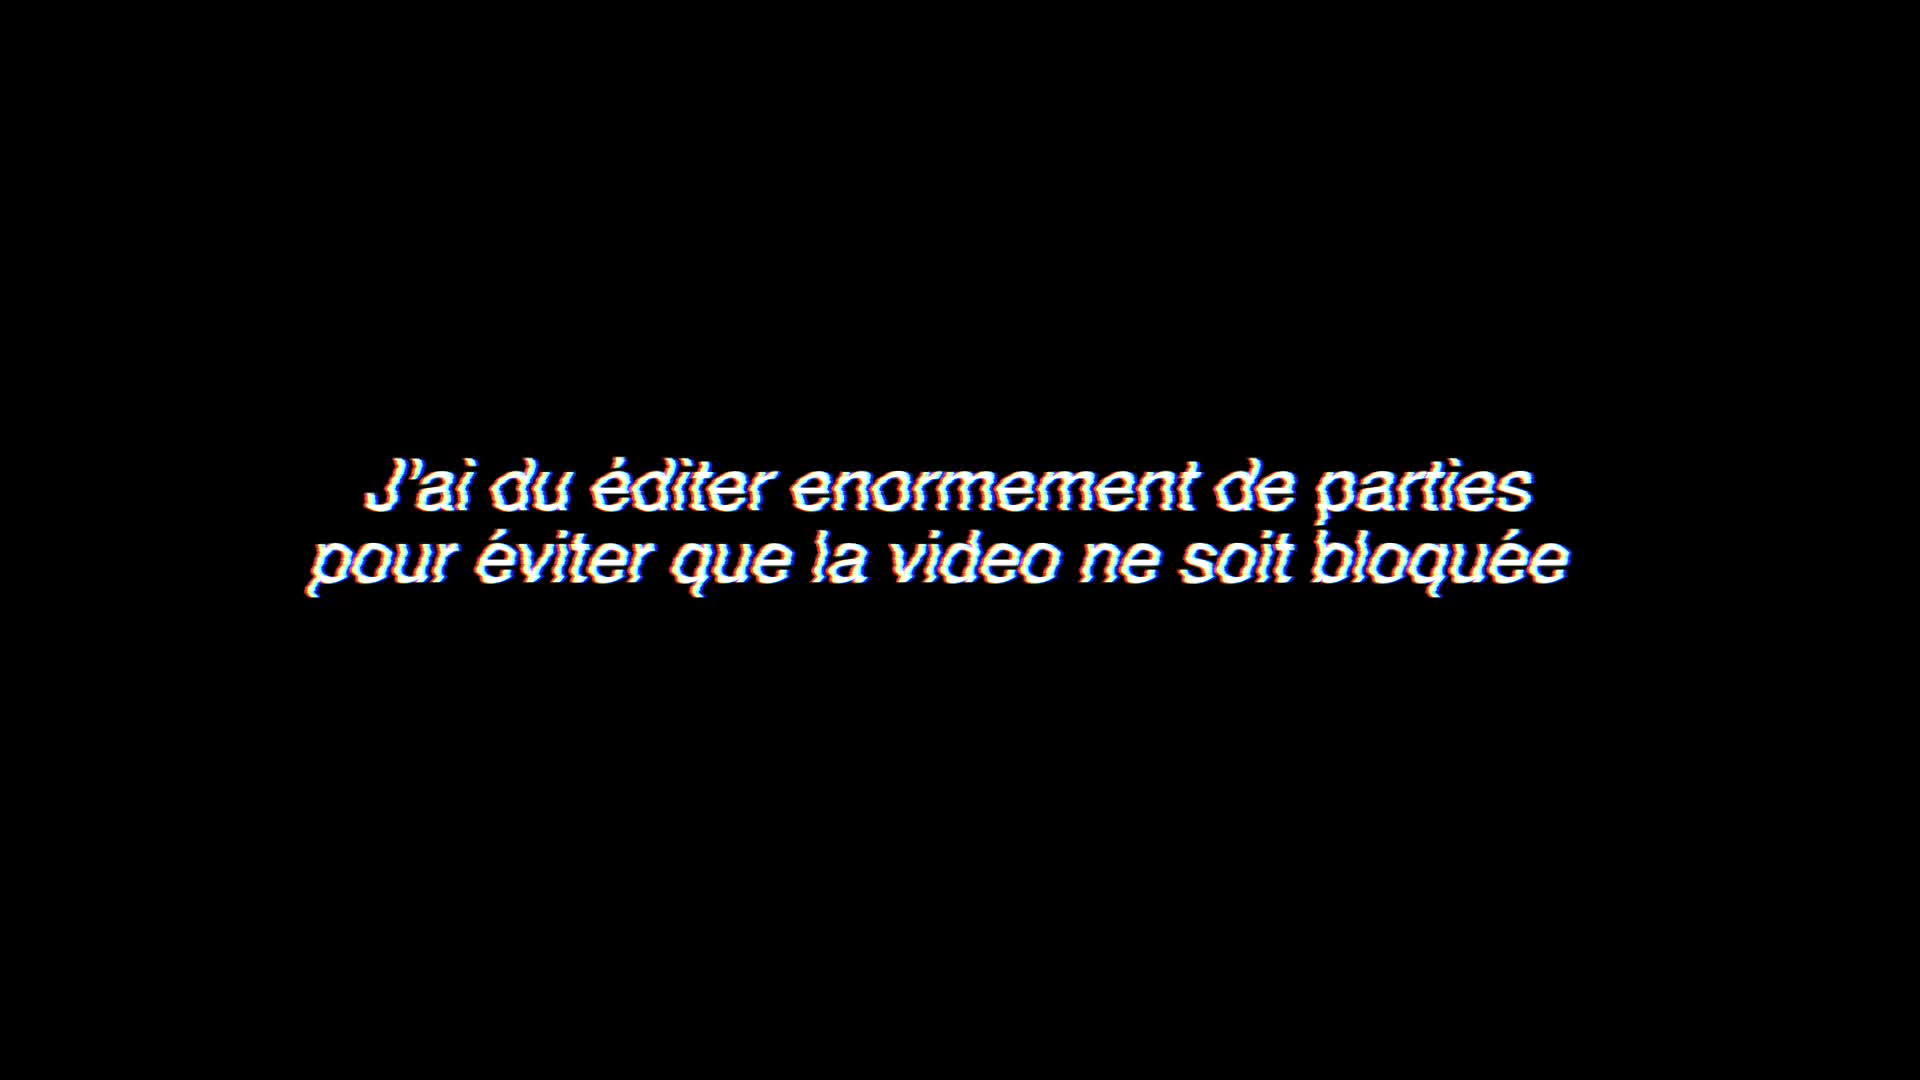 J'ai du éditer enormement de parties
pour éviter que la video ne soit bloquée